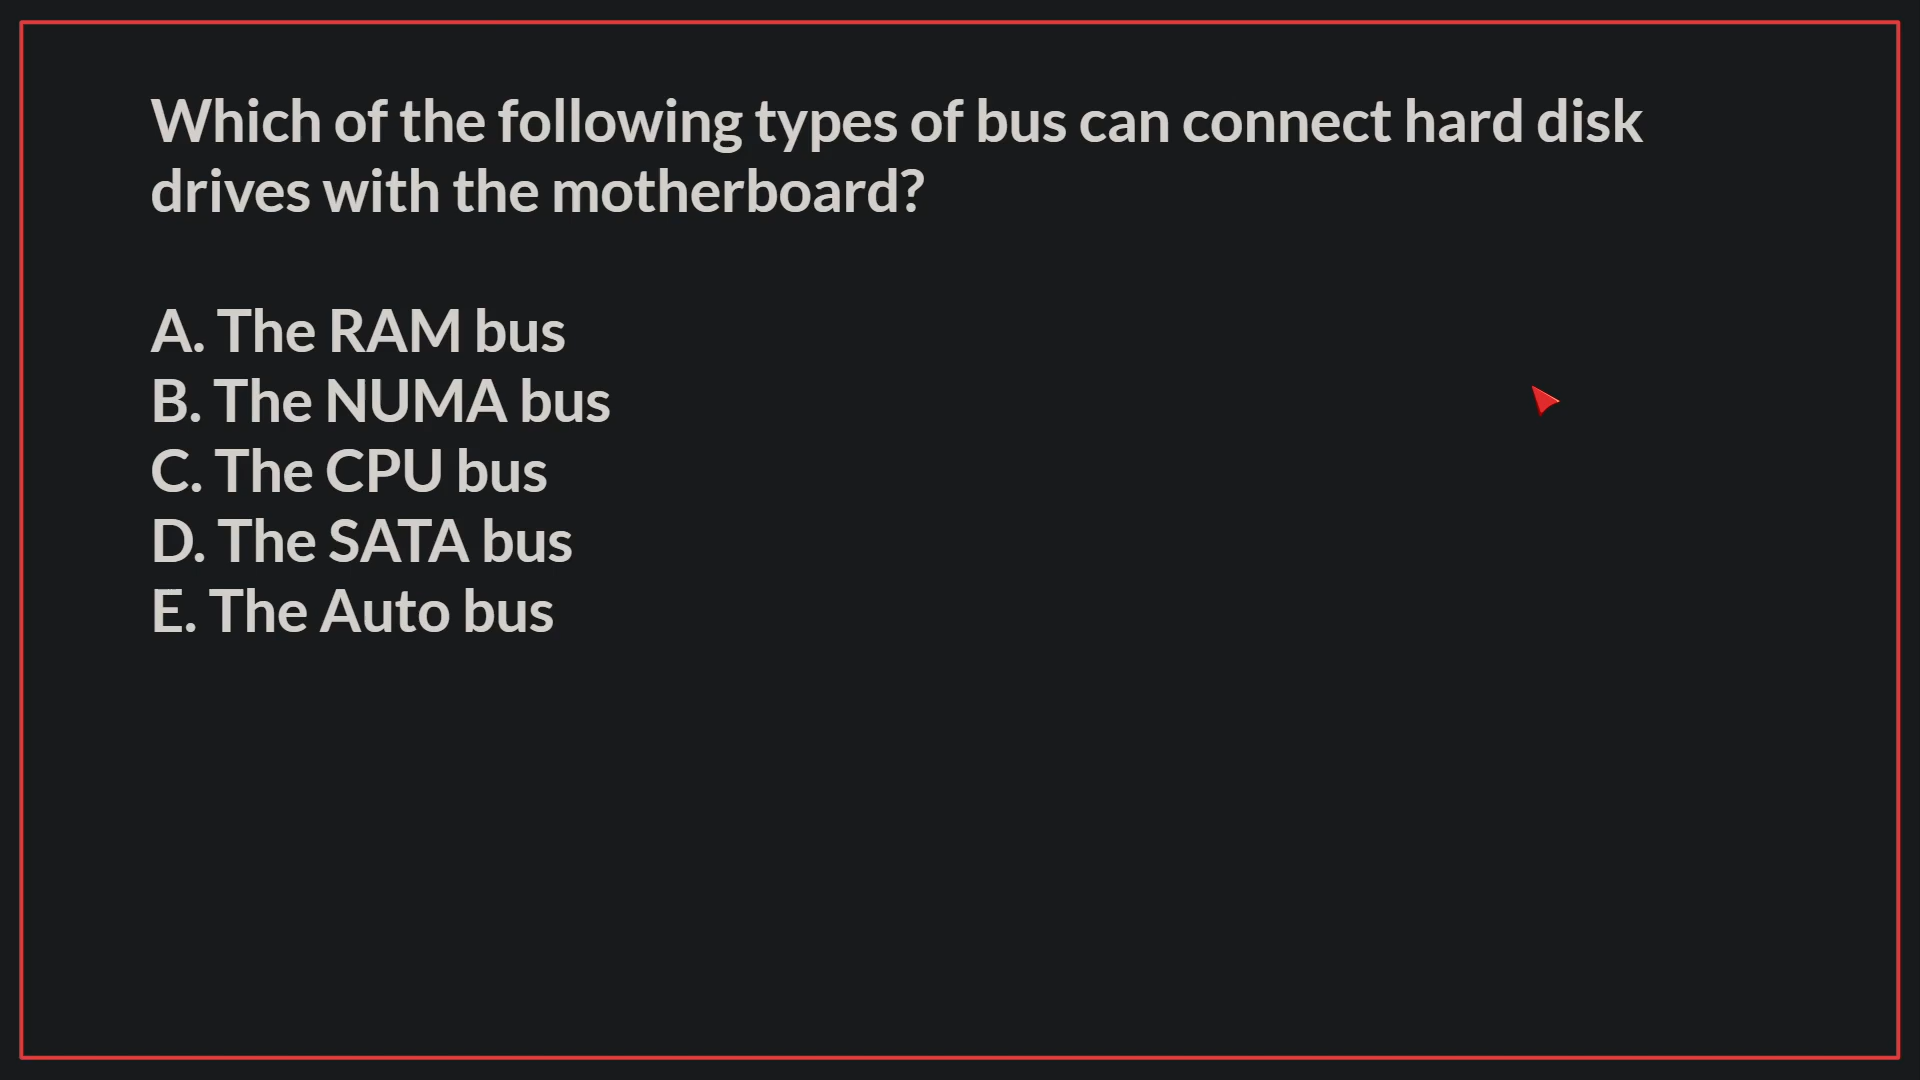 Which of the following types of bus can connect hard disk
drives with the motherboard?
A. The RAM bus
B. The NUMA bus
C. The CPU bus
D. The SATA bus
E. The Auto bus